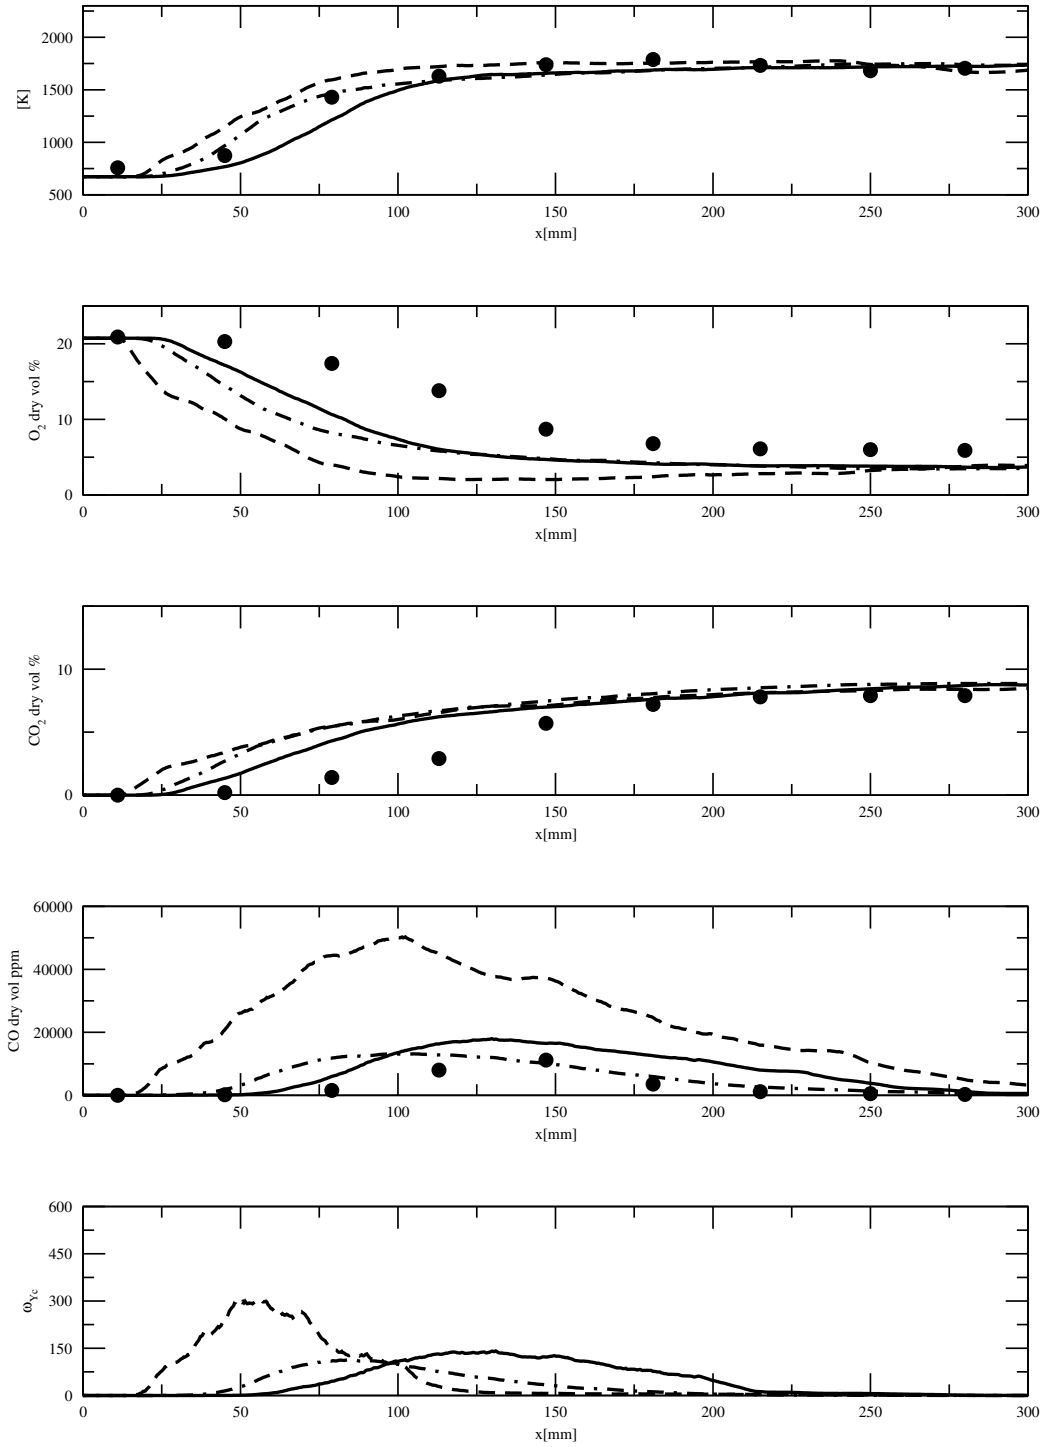 2000
1500
1000
500
[K]
0 50 100 150 200 250 300
x[mm]
20
10
0
O2 dry vol %
0 50 100 150 200 250 300
x[mm]
10
0
CO2 dry vol %
0 50 100 150 200 250 300
x[mm]
60000
40000
20000
0
CO dry vol ppm
0 50 100 150 200 250 300
x[mm]
600
450
300
150
0
ωYc
0 50 100 150 200 250 300
x[mm]